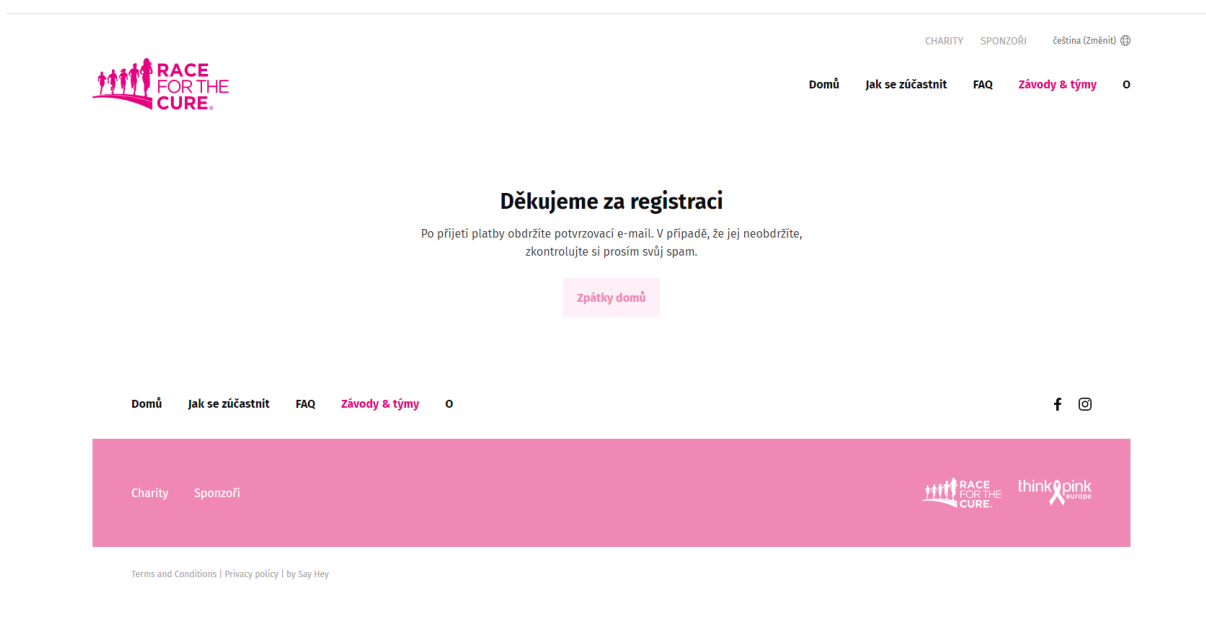 CHARITY SPONZOŘI čeština (Změnit)
RACE
FOR THE
CURE.
Domů Jak se zúčastnit FAQ Závody & týmy O
Děkujeme za registraci
Po přijetí platby obdržíte potvrzovací e-mail. V případě, že jej neobdržíte,
zkontrolujte si prosím svůj spam.
Zpátky domů
Domů Jak se zúčastnit FAQ Závody & týmy O
Charity Sponzoři
RACE
FOR THE
CURE.
think pink
europe
Terms and Conditions | Privacy policy | by Say Hey